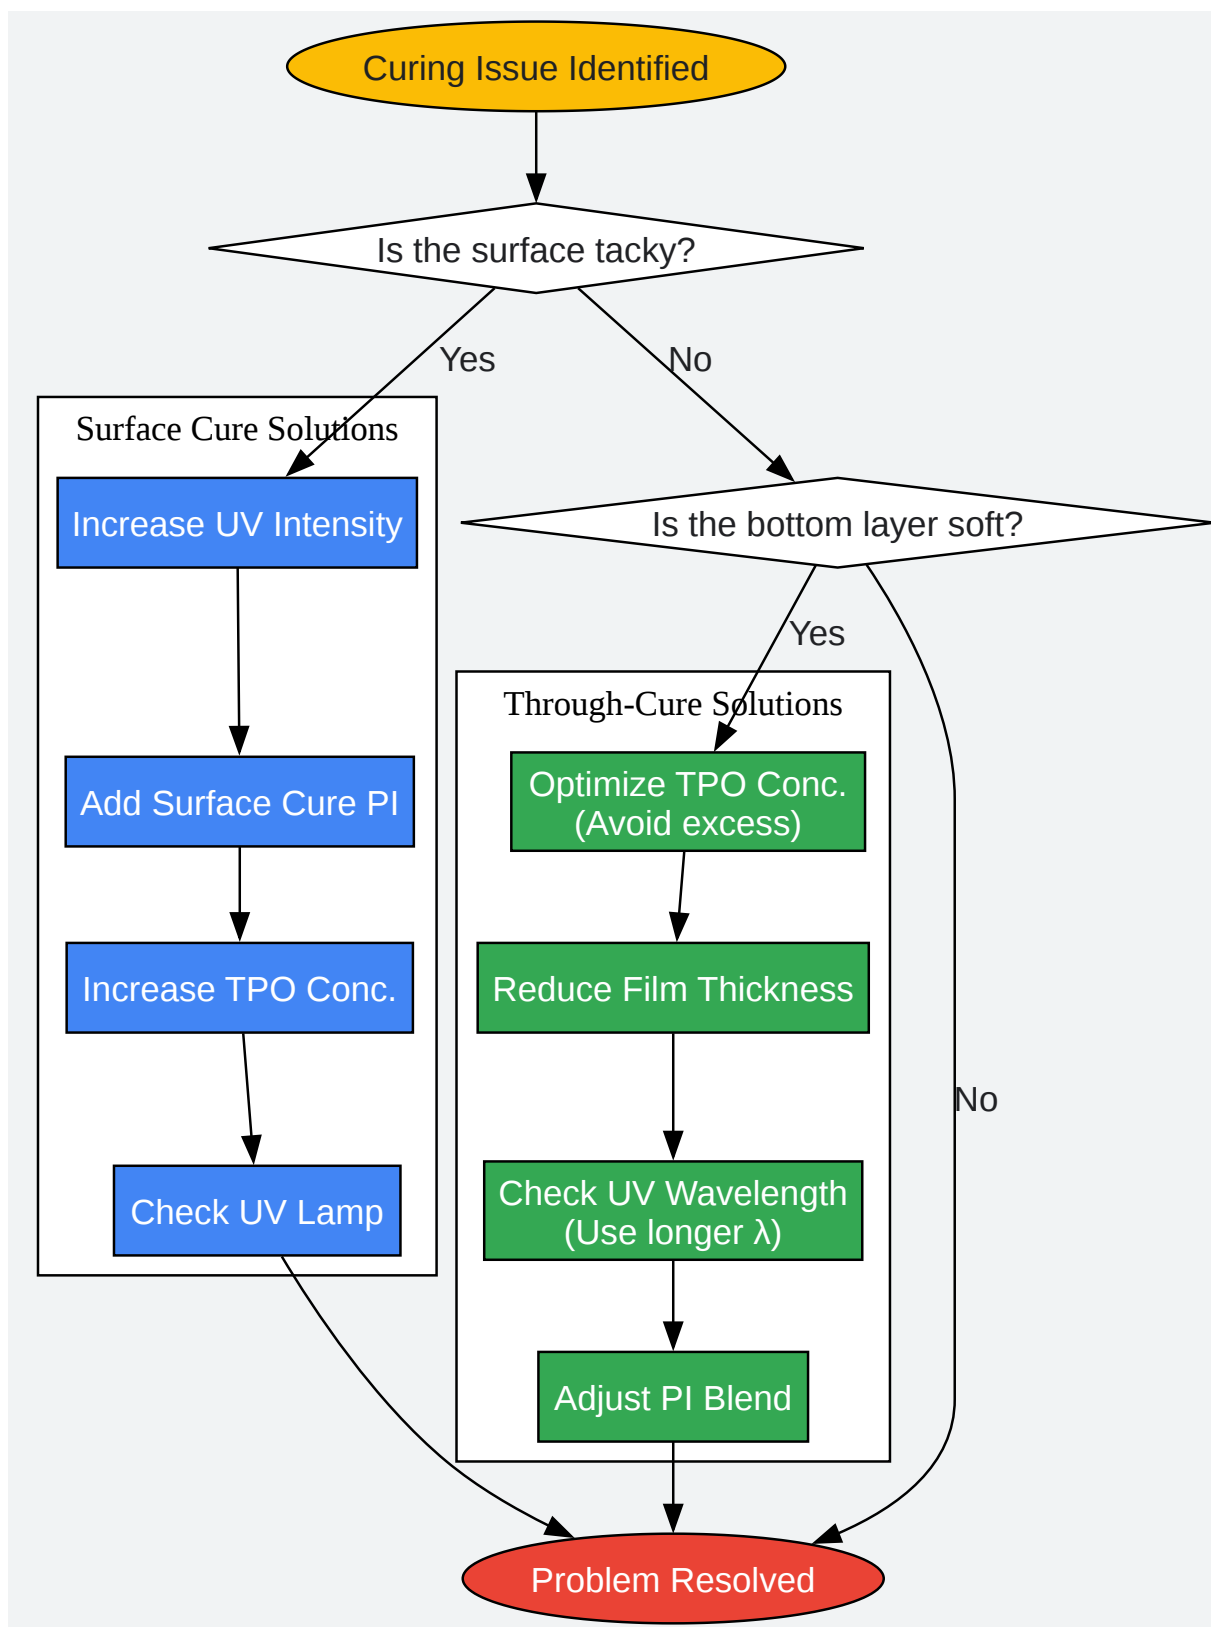 Curing Issue Identified
Is the surface tacky?
Yes
No
Surface Cure Solutions
Increase UV Intensity
Add Surface Cure PI
Increase TPO Conc.
Check UV Lamp
Is the bottom layer soft?
Yes
No
Through-Cure Solutions
Optimize TPO Conc.
(Avoid excess)
Reduce Film Thickness
Check UV Wavelength
(Use longer λ)
Adjust PI Blend
Problem Resolved